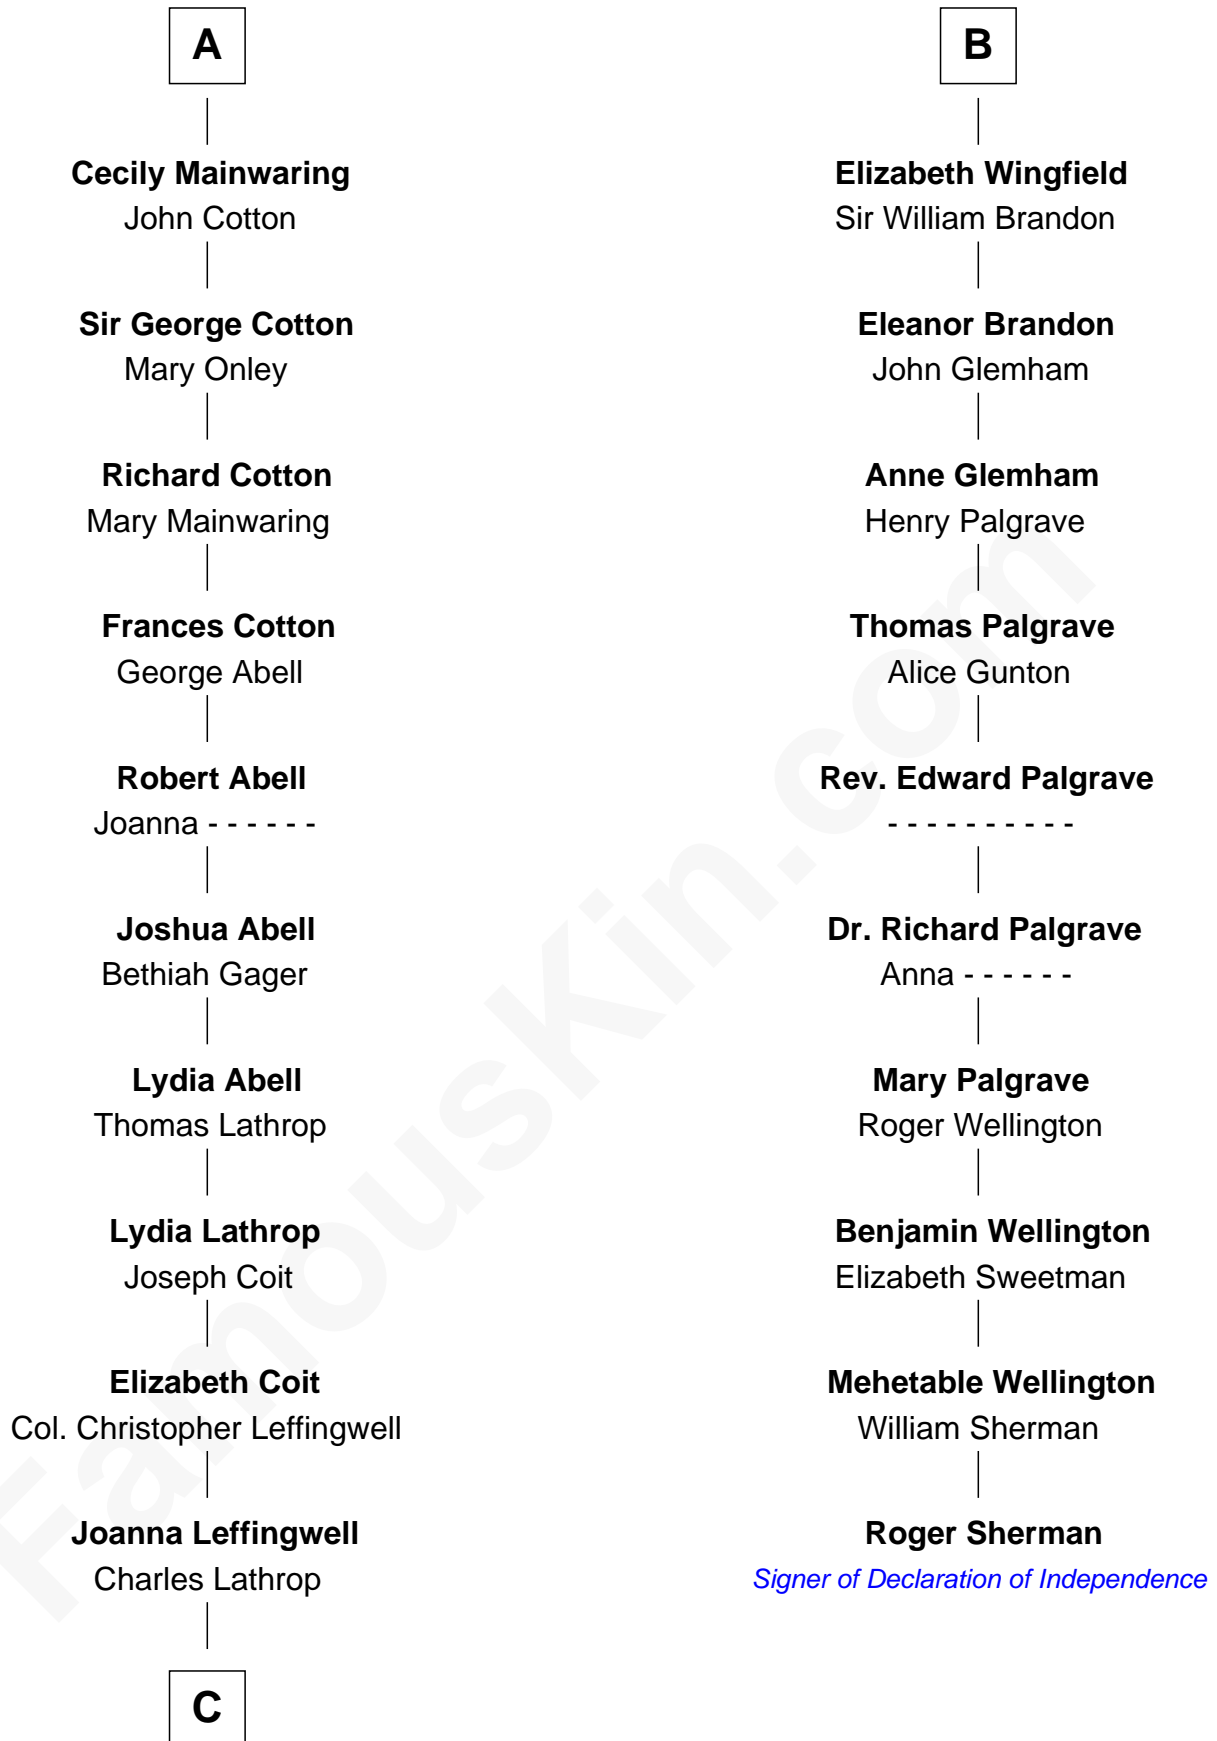 A
Cecily Mainwaring
John Cotton
Sir George Cotton
Mary Onley
Richard Cotton
Mary Mainwaring
Frances Cotton
George Abell
Robert Abell
Joanna - - - - - -
Joshua Abell
Bethiah Gager
Lydia Abell
Thomas Lathrop
Lydia Lathrop
Joseph Coit
Elizabeth Coit
Col. Christopher Leffingwell
Joanna Leffingwell
Charles Lathrop
C
B
Elizabeth Wingfield
Sir William Brandon
Eleanor Brandon
John Glemham
Anne Glemham
Henry Palgrave
Thomas Palgrave
Alice Gunton
Rev. Edward Palgrave
- - - - - - - - - -
Dr. Richard Palgrave
Anna - - - - - -
Mary Palgrave
Roger Wellington
Benjamin Wellington
Elizabeth Sweetman
Mehetable Wellington
William Sherman
Roger Sherman
Signer of Declaration of Independence
FamousKin.com